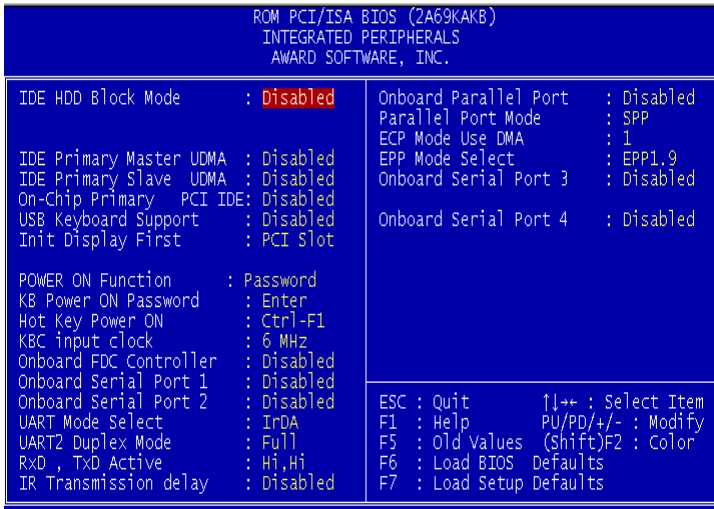 ROM PCI/ISA BIOS (2A69KAKB)
INTEGRATED PERIPHERALS
AWARD SOFTWARE, INC.
IDE HDD Block Mode : Disabled
IDE Primary Master UDMA : Disabled
IDE Primary Slave UDMA : Disabled
On-Chip Primary PCI IDE: Disabled
USB Keyboard Support : Disabled
Init Display First : PCI Slot
POWER ON Function : Password
KB Power ON Password : Enter
Hot Key Power ON : Ctrl-F1
KBC input clock : 6 MHz
Onboard FDC Controller : Disabled
Onboard Serial Port 1 : Disabled
Onboard Serial Port 2 : Disabled
UART Mode Select : IrDA
UART2 Duplex Mode : Full
RxD , TxD Active : Hi,Hi
IR Transmission delay : Disabled
Onboard Parallel Port : Disabled
Parallel Port Mode : SPP
ECP Mode Use DMA : 1
EPP Mode Select : EPP1.9
Onboard Serial Port 3 : Disabled
Onboard Serial Port 4 : Disabled
ESC : Quit ↑↓→← : Select Item
F1 : Help PU/PD/+/- : Modify
F5 : Old Values (Shift)F2 : Color
F6 : Load BIOS Defaults
F7 : Load Setup Defaults